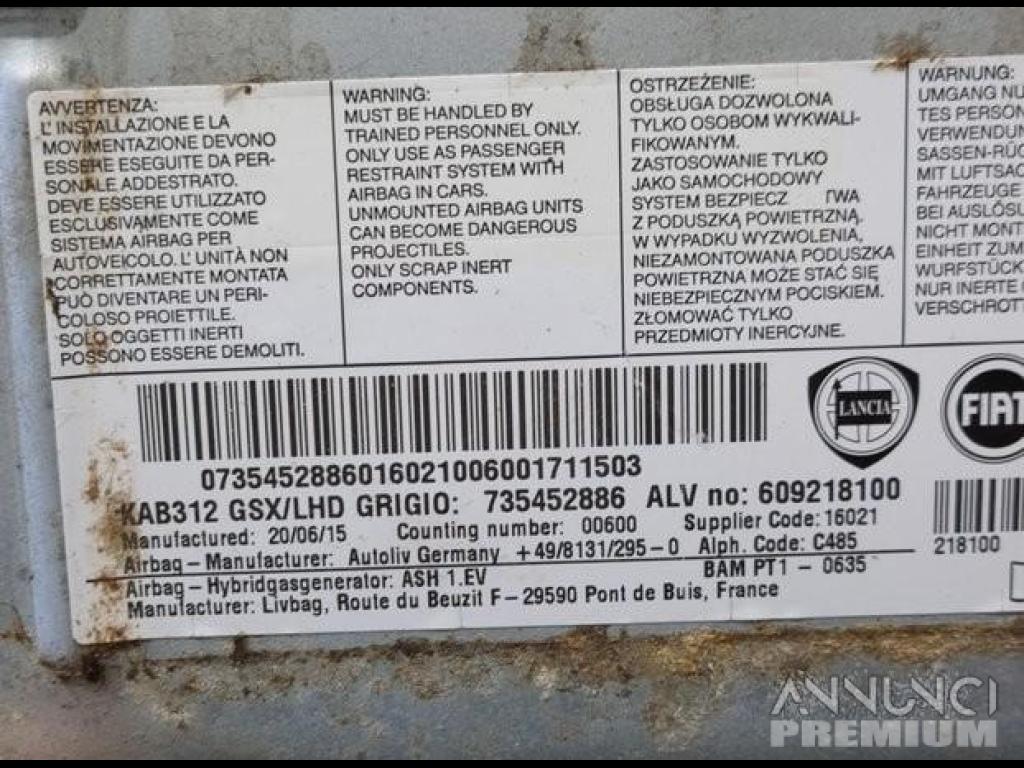 AVVERTENZA:
L'INSTALLAZIONE E LA
MOVIMENTAZIONE DEVONO
ESSERE ESEGUITE DA PER-
SONALE ADDESTRATO.
DEVE ESSERE UTILIZZATO
ESCLUSIVAMENTE COME
SISTEMA AIRBAG PER
AUTOVEICOLO. L'UNITÀ NON
CORRETTAMENTE MONTATA
PUÒ DIVENTARE UN PERI-
COLOSO PROIETTILE.
SOLO OGGETTI INERTI
POSSONO ESSERE DEMOLITI.
WARNING:
MUST BE HANDLED BY
TRAINED PERSONNEL ONLY.
ONLY USE AS PASSENGER
RESTRAINT SYSTEM WITH
AIRBAG IN CARS.
UNMOUNTED AIRBAG UNITS
CAN BECOME DANGEROUS
PROJECTILES.
ONLY SCRAP INERT
COMPONENTS.
OSTRZEŻENIE:
OBSŁUGA DOZWOLONA
TYLKO OSOBOM WYKWALI-
FIKOWANYM.
ZASTOSOWANIE TYLKO
JAKO SAMOCHODOWY
SYSTEM BEZPIECZ TWA
Z PODUSZKĄ POWIETRZNĄ.
W WYPADKU WYZWOLENIA,
NIEZAMONTOWANA PODUSZKA
POWIETRZNA MOŻE STAĆ SIĘ
NIEBEZPIECZNYM POCISKIEM.
ZŁOMOWAĆ TYLKO
PRZEDMIOTY INERCYJNE.
WARNUNG:
UMGANG NU
TES PERSON
VERWENDUN
SASSEN-RÜC
MIT LUFTSAC
FAHRZEUGE
BEI AUSLÖSU
NICHT MONT
EINHEIT ZUM
WURFSTÜCK
NUR INERTE
VERSCHROTT
LANCIA
FIAT
0735452886016021006001711503
KAB312 GSX/LHD GRIGIO: 735452886 ALV no: 609218100
Manufactured: 20/06/15 Counting number: 00600 Supplier Code: 16021
218100
Airbag - Manufacturer: Autoliv Germany +49/8131/295-0 Alph. Code: C485
Airbag - Hybridgasgenerator: ASH 1.EV BAM PT1 - 0635
Manufacturer: Livbag, Route du Beuzit F-29590 Pont de Buis, France
ANNUNCI
PREMIUM